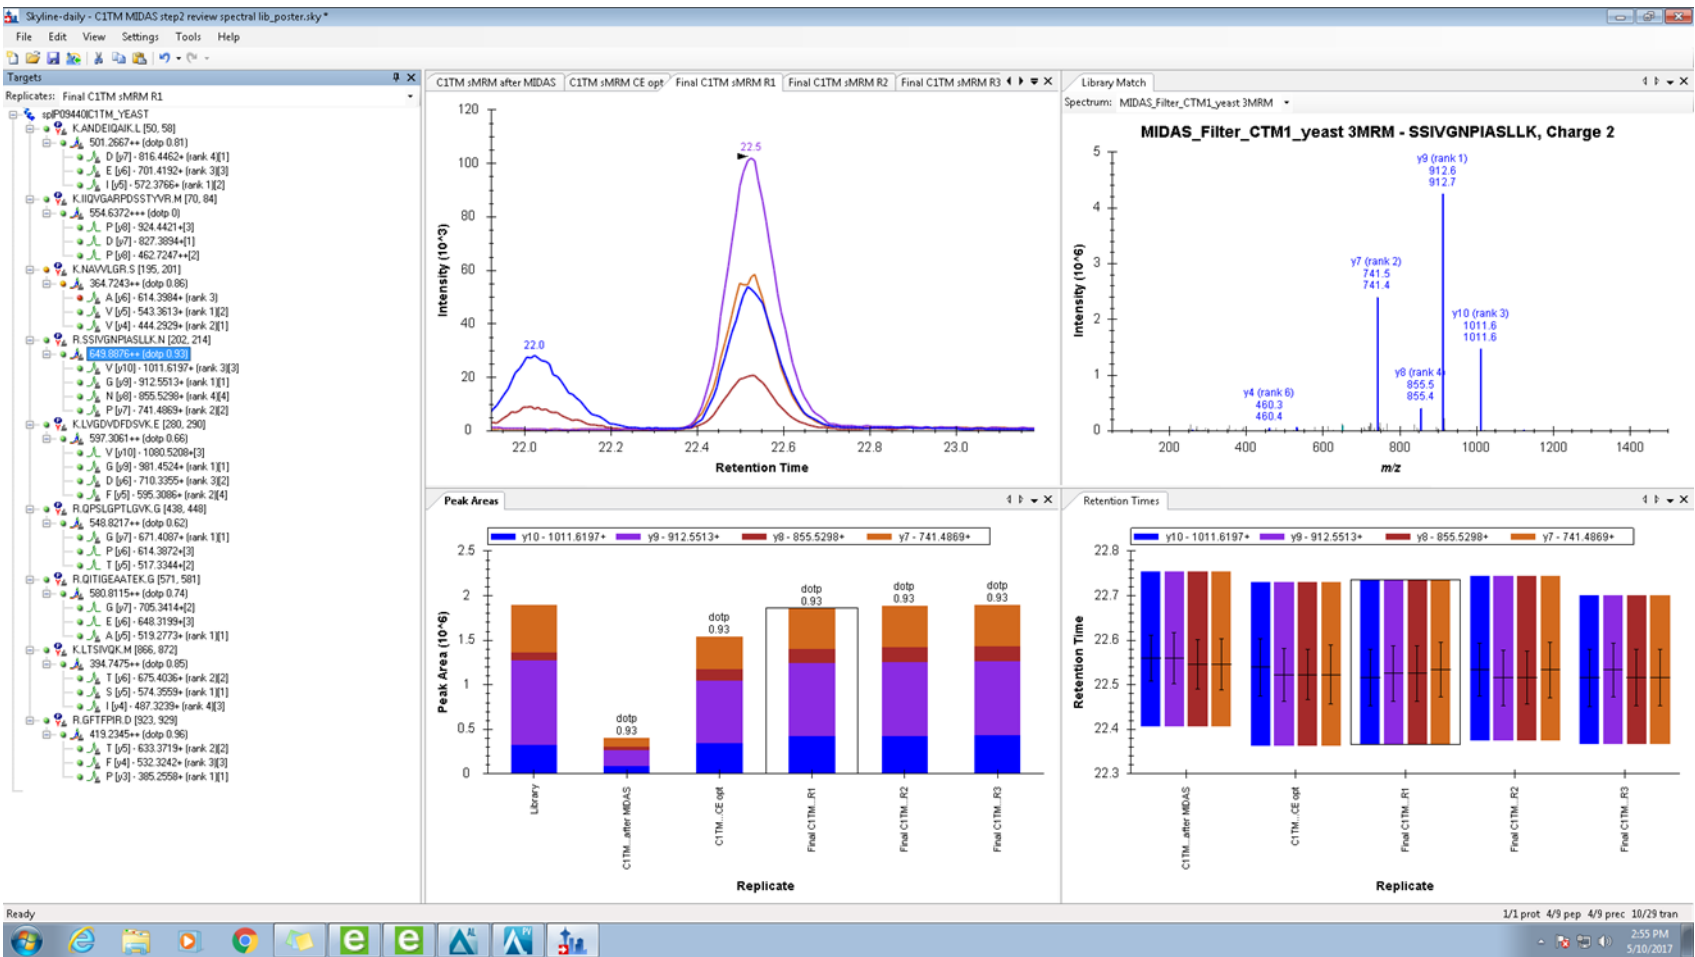 Skyline-daily - C1TM MIDAS step2 review spectral lib_poster.sky *
File Edit View Settings Tools Help
Targets
Replicates: Final C1TM sMRM R1
sp|P09440|C1TM_YEAST
K.ANDEIQAIK.L [50, 58]
501.2667++ (dotp 0.81)
D [y7] - 816.4462+ (rank 4)[1]
E [y6] - 701.4192+ (rank 3)[3]
I [y5] - 572.3766+ (rank 1)[2]
K.IIQVGARPDSSTYVR.M [70, 84]
554.6372+++ (dotp 0)
P [y8] - 924.4421+[3]
D [y7] - 827.3894+[1]
P [y8] - 462.7247++[2]
K.NAVVLGR.S [195, 201]
364.7243++ (dotp 0.86)
A [y6] - 614.3984+ (rank 3)
V [y5] - 543.3613+ (rank 1)[2]
V [y4] - 444.2929+ (rank 2)[1]
R.SSIVGNPIASLLK.N [202, 214]
649.8876++ (dotp 0.93)
V [y10] - 1011.6197+ (rank 3)[3]
G [y9] - 912.5513+ (rank 1)[1]
N [y8] - 855.5298+ (rank 4)[4]
P [y7] - 741.4869+ (rank 2)[2]
K.LVGDVDFDSVK.E [280, 290]
597.3061++ (dotp 0.66)
V [y10] - 1080.5208+[3]
G [y9] - 981.4524+ (rank 1)[1]
D [y6] - 710.3355+ (rank 3)[2]
F [y5] - 595.3086+ (rank 2)[4]
R.QPSLGPTLGVK.G [438, 448]
548.8217++ (dotp 0.62)
G [y7] - 671.4087+ (rank 1)[1]
P [y6] - 614.3872+[3]
T [y5] - 517.3344+[2]
R.QITIGEAATEK.G [571, 581]
580.8115++ (dotp 0.74)
G [y7] - 705.3414+[2]
E [y6] - 648.3199+[3]
A [y5] - 519.2773+ (rank 1)[1]
K.LTSIVQK.M [866, 872]
394.7475++ (dotp 0.85)
T [y6] - 675.4036+ (rank 2)[2]
S [y5] - 574.3559+ (rank 1)[1]
I [y4] - 487.3239+ (rank 4)[3]
R.GFTFPIR.D [923, 929]
419.2345++ (dotp 0.96)
T [y5] - 633.3719+ (rank 2)[2]
F [y4] - 532.3242+ (rank 3)[3]
P [y3] - 385.2558+ (rank 1)[1]
C1TM sMRM after MIDAS C1TM sMRM CE opt Final C1TM sMRM R1 Final C1TM sMRM R2 Final C1TM sMRM R3
120
100
80
60
40
20
0
Intensity (10^3)
22.0
22.5
22.0 22.2 22.4 22.6 22.8 23.0
Retention Time
Library Match
Spectrum: MIDAS_Filter_CTM1_yeast 3MRM
MIDAS_Filter_CTM1_yeast 3MRM - SSIVGNPIASLLK, Charge 2
5
4
3
2
1
0
Intensity (10^6)
y9 (rank 1)
912.6
912.7
y7 (rank 2)
741.5
741.4
y10 (rank 3)
1011.6
1011.6
y8 (rank 4
855.5
855.4
y4 (rank 6)
460.3
460.4
200 400 600 800 1000 1200 1400
m/z
Peak Areas
y10 - 1011.6197+ y9 - 912.5513+ y8 - 855.5298+ y7 - 741.4869+
2.5
2
1.5
1
0.5
0
Peak Area (10^6)
dotp
0.93
dotp
0.93
dotp
0.93
dotp
0.93
dotp
0.93
Library
C1TM...after MIDAS
C1TM...CE opt
Final C1TM...R1
Final C1TM...R2
Final C1TM...R3
Replicate
Retention Times
y10 - 1011.6197+ y9 - 912.5513+ y8 - 855.5298+ y7 - 741.4869+
22.8
22.7
22.6
22.5
22.4
22.3
Retention Time
C1TM...after MIDAS
C1TM...CE opt
Final C1TM...R1
Final C1TM...R2
Final C1TM...R3
Replicate
Ready
1/1 prot 4/9 pep 4/9 prec 10/29 tran
AL
PV
2:55 PM
5/10/2017